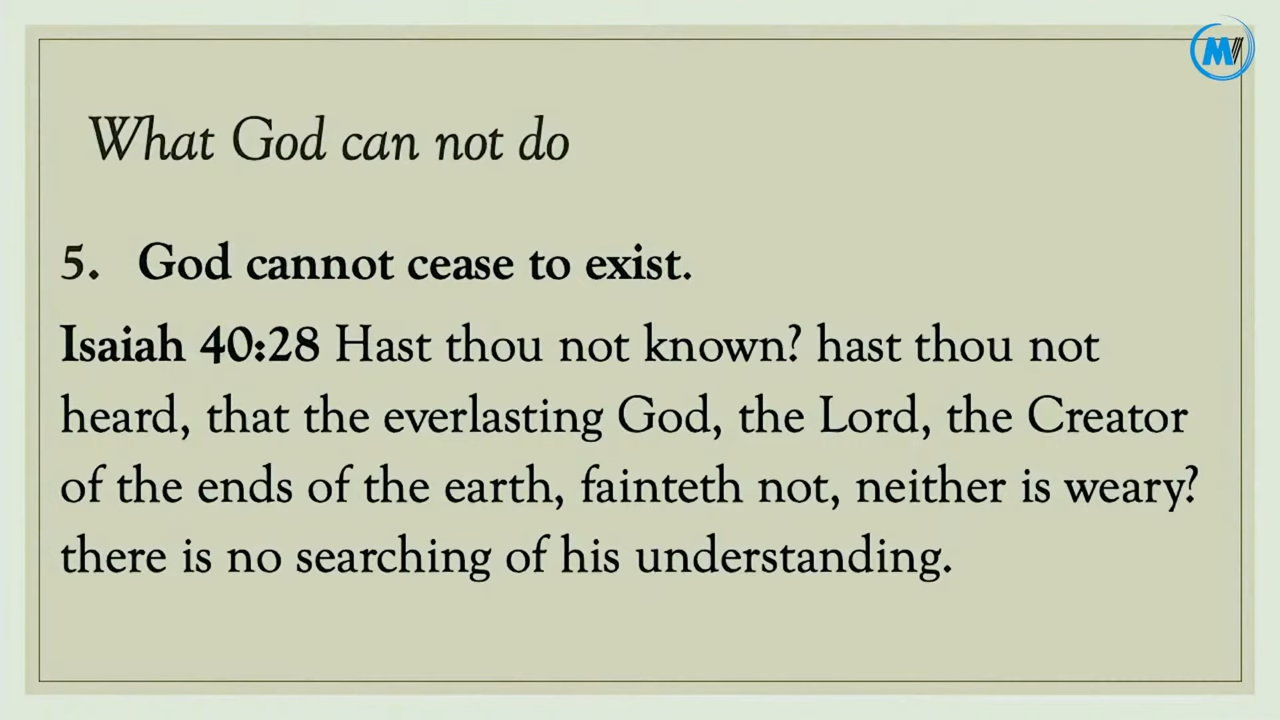 M
What God can not do
5. God cannot cease to exist.
Isaiah 40:28 Hast thou not known? hast thou not
heard, that the everlasting God, the Lord, the Creator
of the ends of the earth, fainteth not, neither is weary?
there is no searching of his understanding.